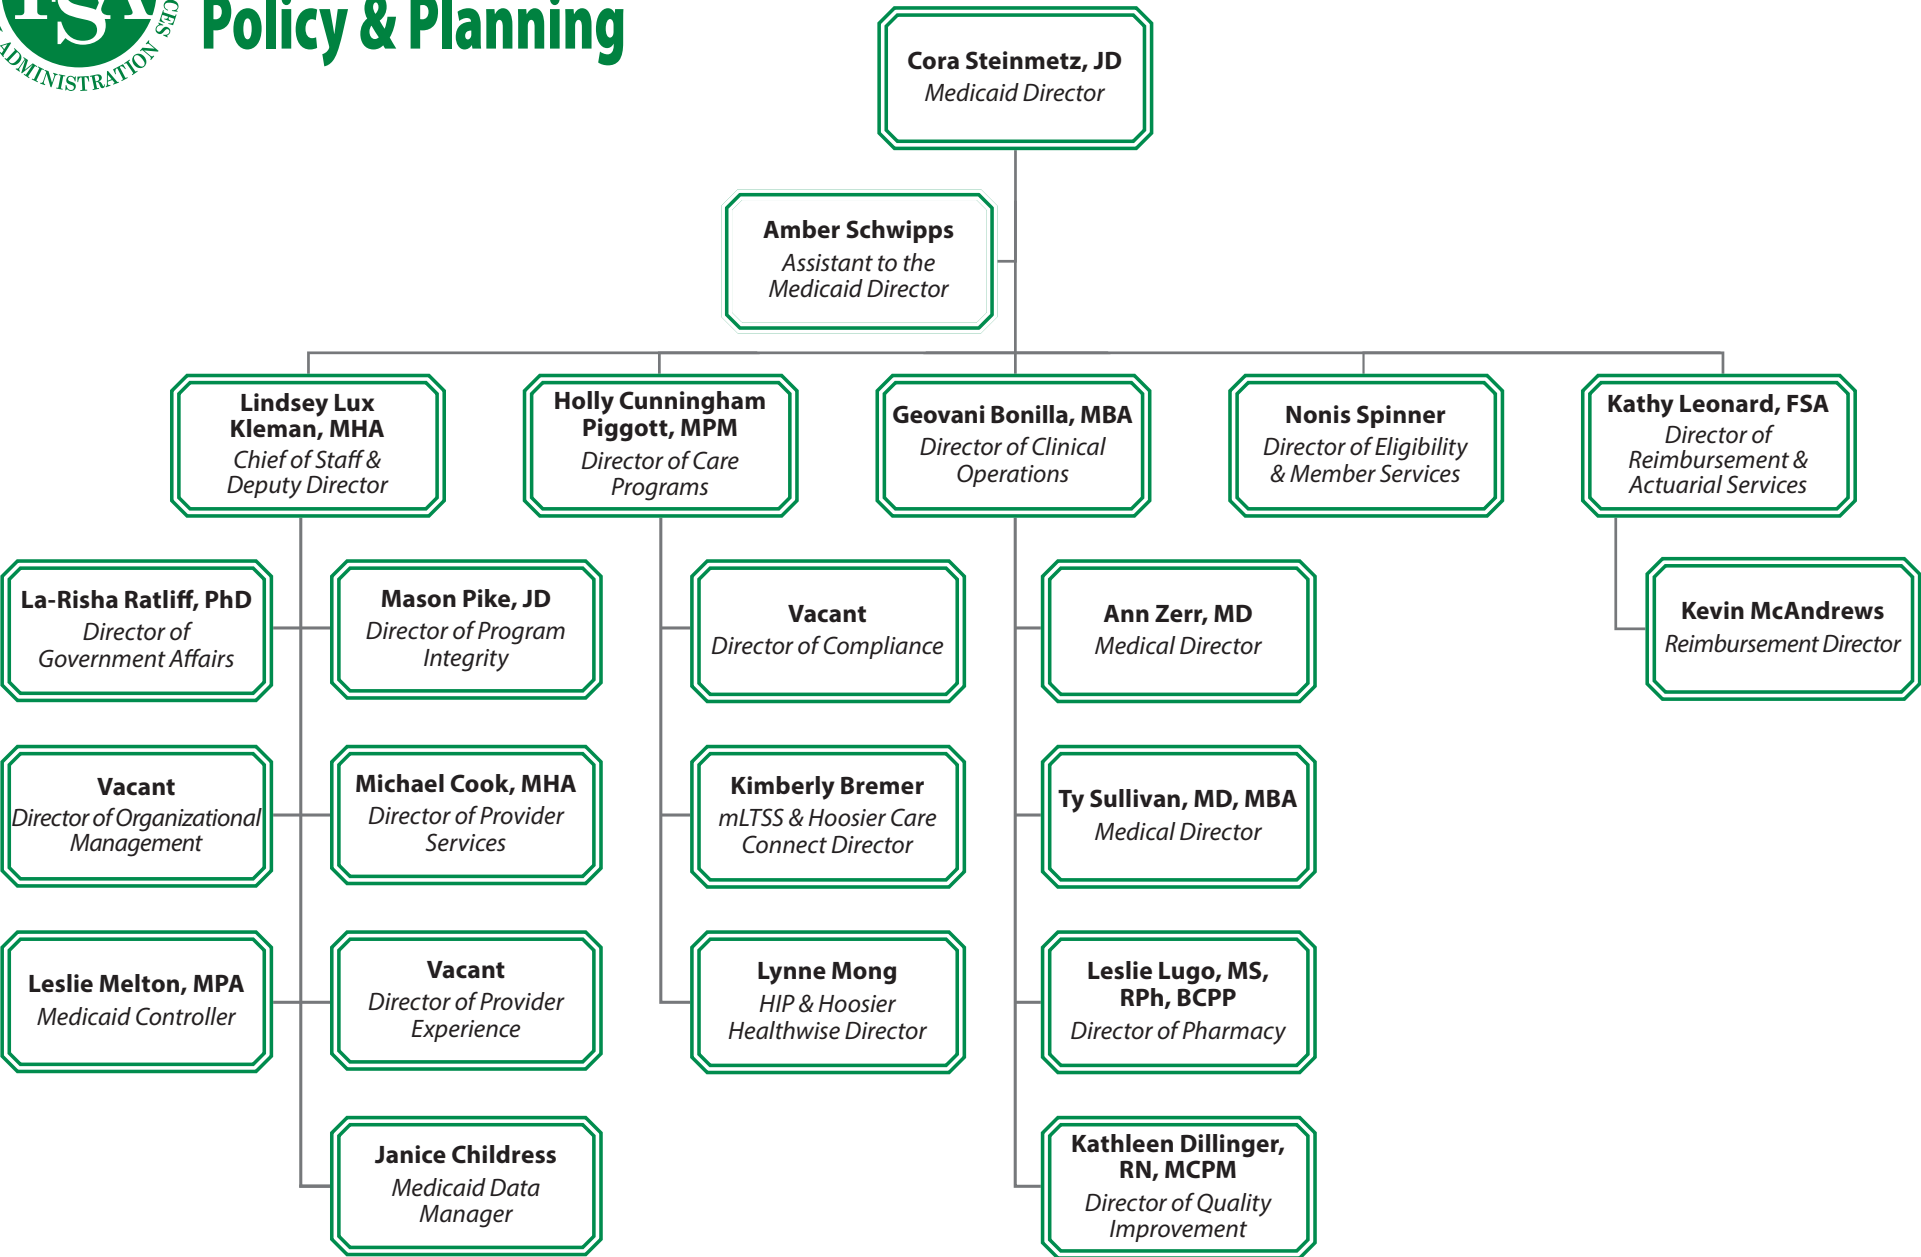 ADMINISTRATION
Policy & Planning
Cora Steinmetz, JD
Medicaid Director
Amber Schwipps
Assistant to the
Medicaid Director
Lindsey Lux
Kleman, MHA
Chief of Staff &
Deputy Director
Holly Cunningham
Piggott, MPM
Director of Care
Programs
Geovani Bonilla, MBA
Director of Clinical
Operations
Nonis Spinner
Director of Eligibility
& Member Services
Kathy Leonard, FSA
Director of
Reimbursement &
Actuarial Services
La-Risha Ratliff, PhD
Director of
Government Affairs
Mason Pike, JD
Director of Program
Integrity
Vacant
Director of Compliance
Ann Zerr, MD
Medical Director
Kevin McAndrews
Reimbursement Director
Vacant
Director of Organizational
Management
Michael Cook, MHA
Director of Provider
Services
Kimberly Bremer
mLTSS & Hoosier Care
Connect Director
Ty Sullivan, MD, MBA
Medical Director
Leslie Melton, MPA
Medicaid Controller
Vacant
Director of Provider
Experience
Lynne Mong
HIP & Hoosier
Healthwise Director
Leslie Lugo, MS,
RPh, BCPP
Director of Pharmacy
Janice Childress
Medicaid Data
Manager
Kathleen Dillinger,
RN, MCPM
Director of Quality
Improvement